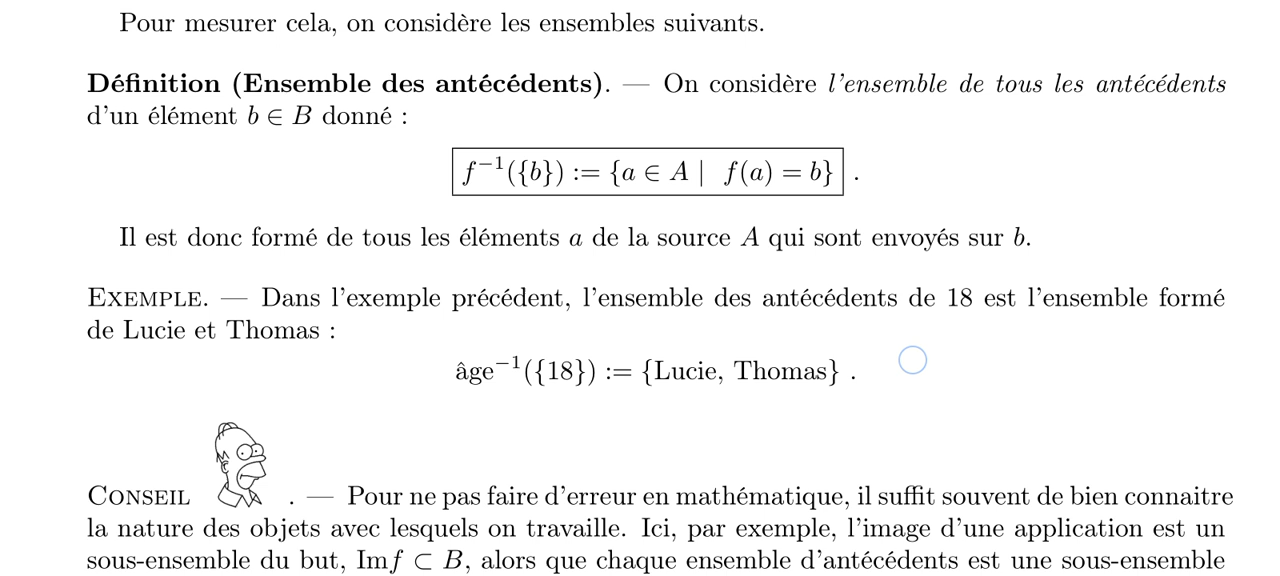 Pour mesurer cela, on considère les ensembles suivants.
Définition (Ensemble des antécédents). — On considère l'ensemble de tous les antécédents
d'un élément b ∈ B donné :
f⁻¹({b}) := {a ∈ A | f(a) = b} .
Il est donc formé de tous les éléments a de la source A qui sont envoyés sur b.
EXEMPLE. — Dans l'exemple précédent, l'ensemble des antécédents de 18 est l'ensemble formé
de Lucie et Thomas :
âge⁻¹({18}) := {Lucie, Thomas} .
CONSEIL . — Pour ne pas faire d'erreur en mathématique, il suffit souvent de bien connaitre
la nature des objets avec lesquels on travaille. Ici, par exemple, l'image d'une application est un
sous-ensemble du but, Imf ⊂ B, alors que chaque ensemble d'antécédents est une sous-ensemble